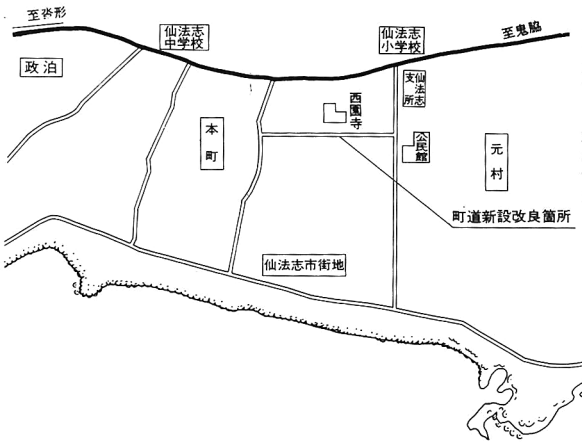 至沓形
仙法志
中学校
仙法志
小学校
至鬼脇
政泊
仙法志
支所
西園寺
本町
公民館
元村
町道新設改良箇所
仙法志市街地